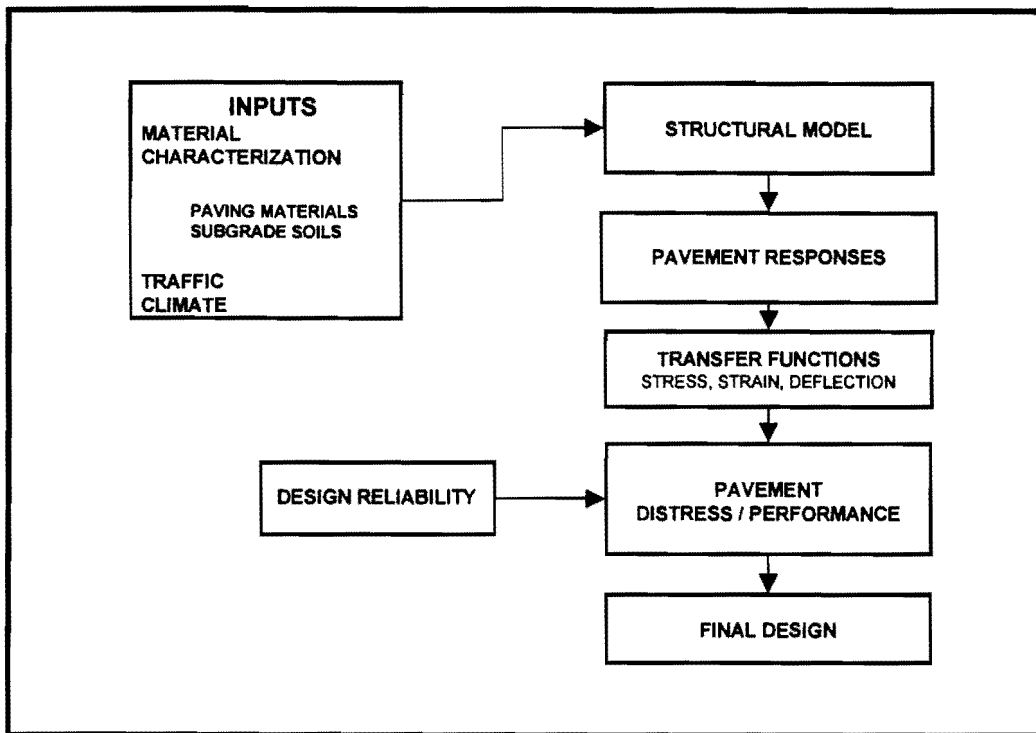 INPUTS
MATERIAL
CHARACTERIZATION
PAVING MATERIALS
SUBGRADE SOILS
TRAFFIC
CLIMATE
STRUCTURAL MODEL
PAVEMENT RESPONSES
TRANSFER FUNCTIONS
STRESS, STRAIN, DEFLECTION
DESIGN RELIABILITY
PAVEMENT
DISTRESS / PERFORMANCE
FINAL DESIGN